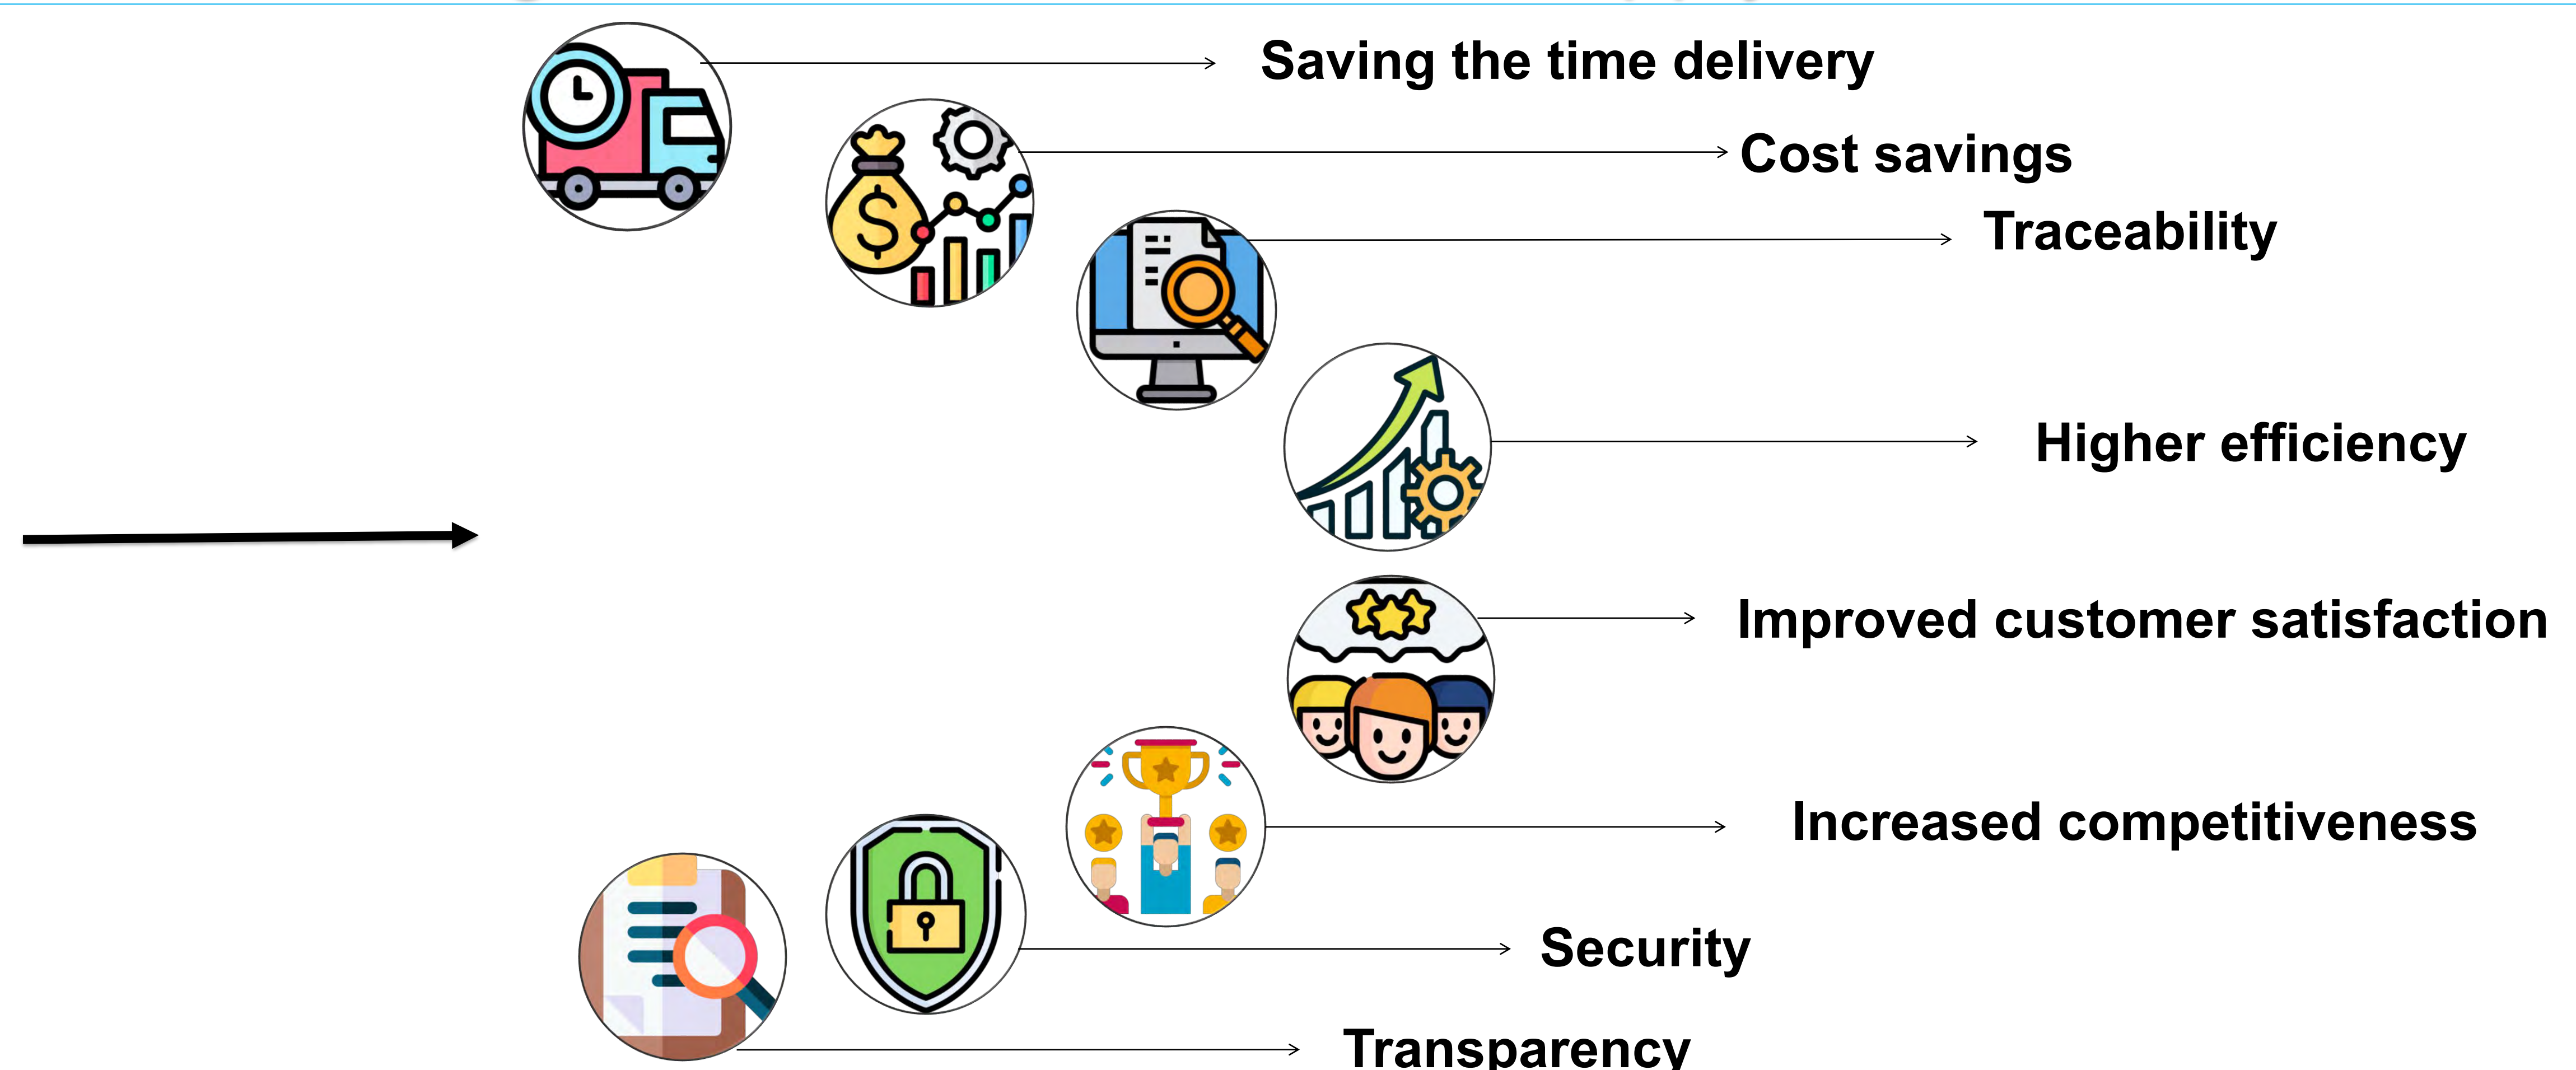 Saving the time delivery
Cost savings
Traceability
Higher efficiency
Improved customer satisfaction
Increased competitiveness
Security
Transparency